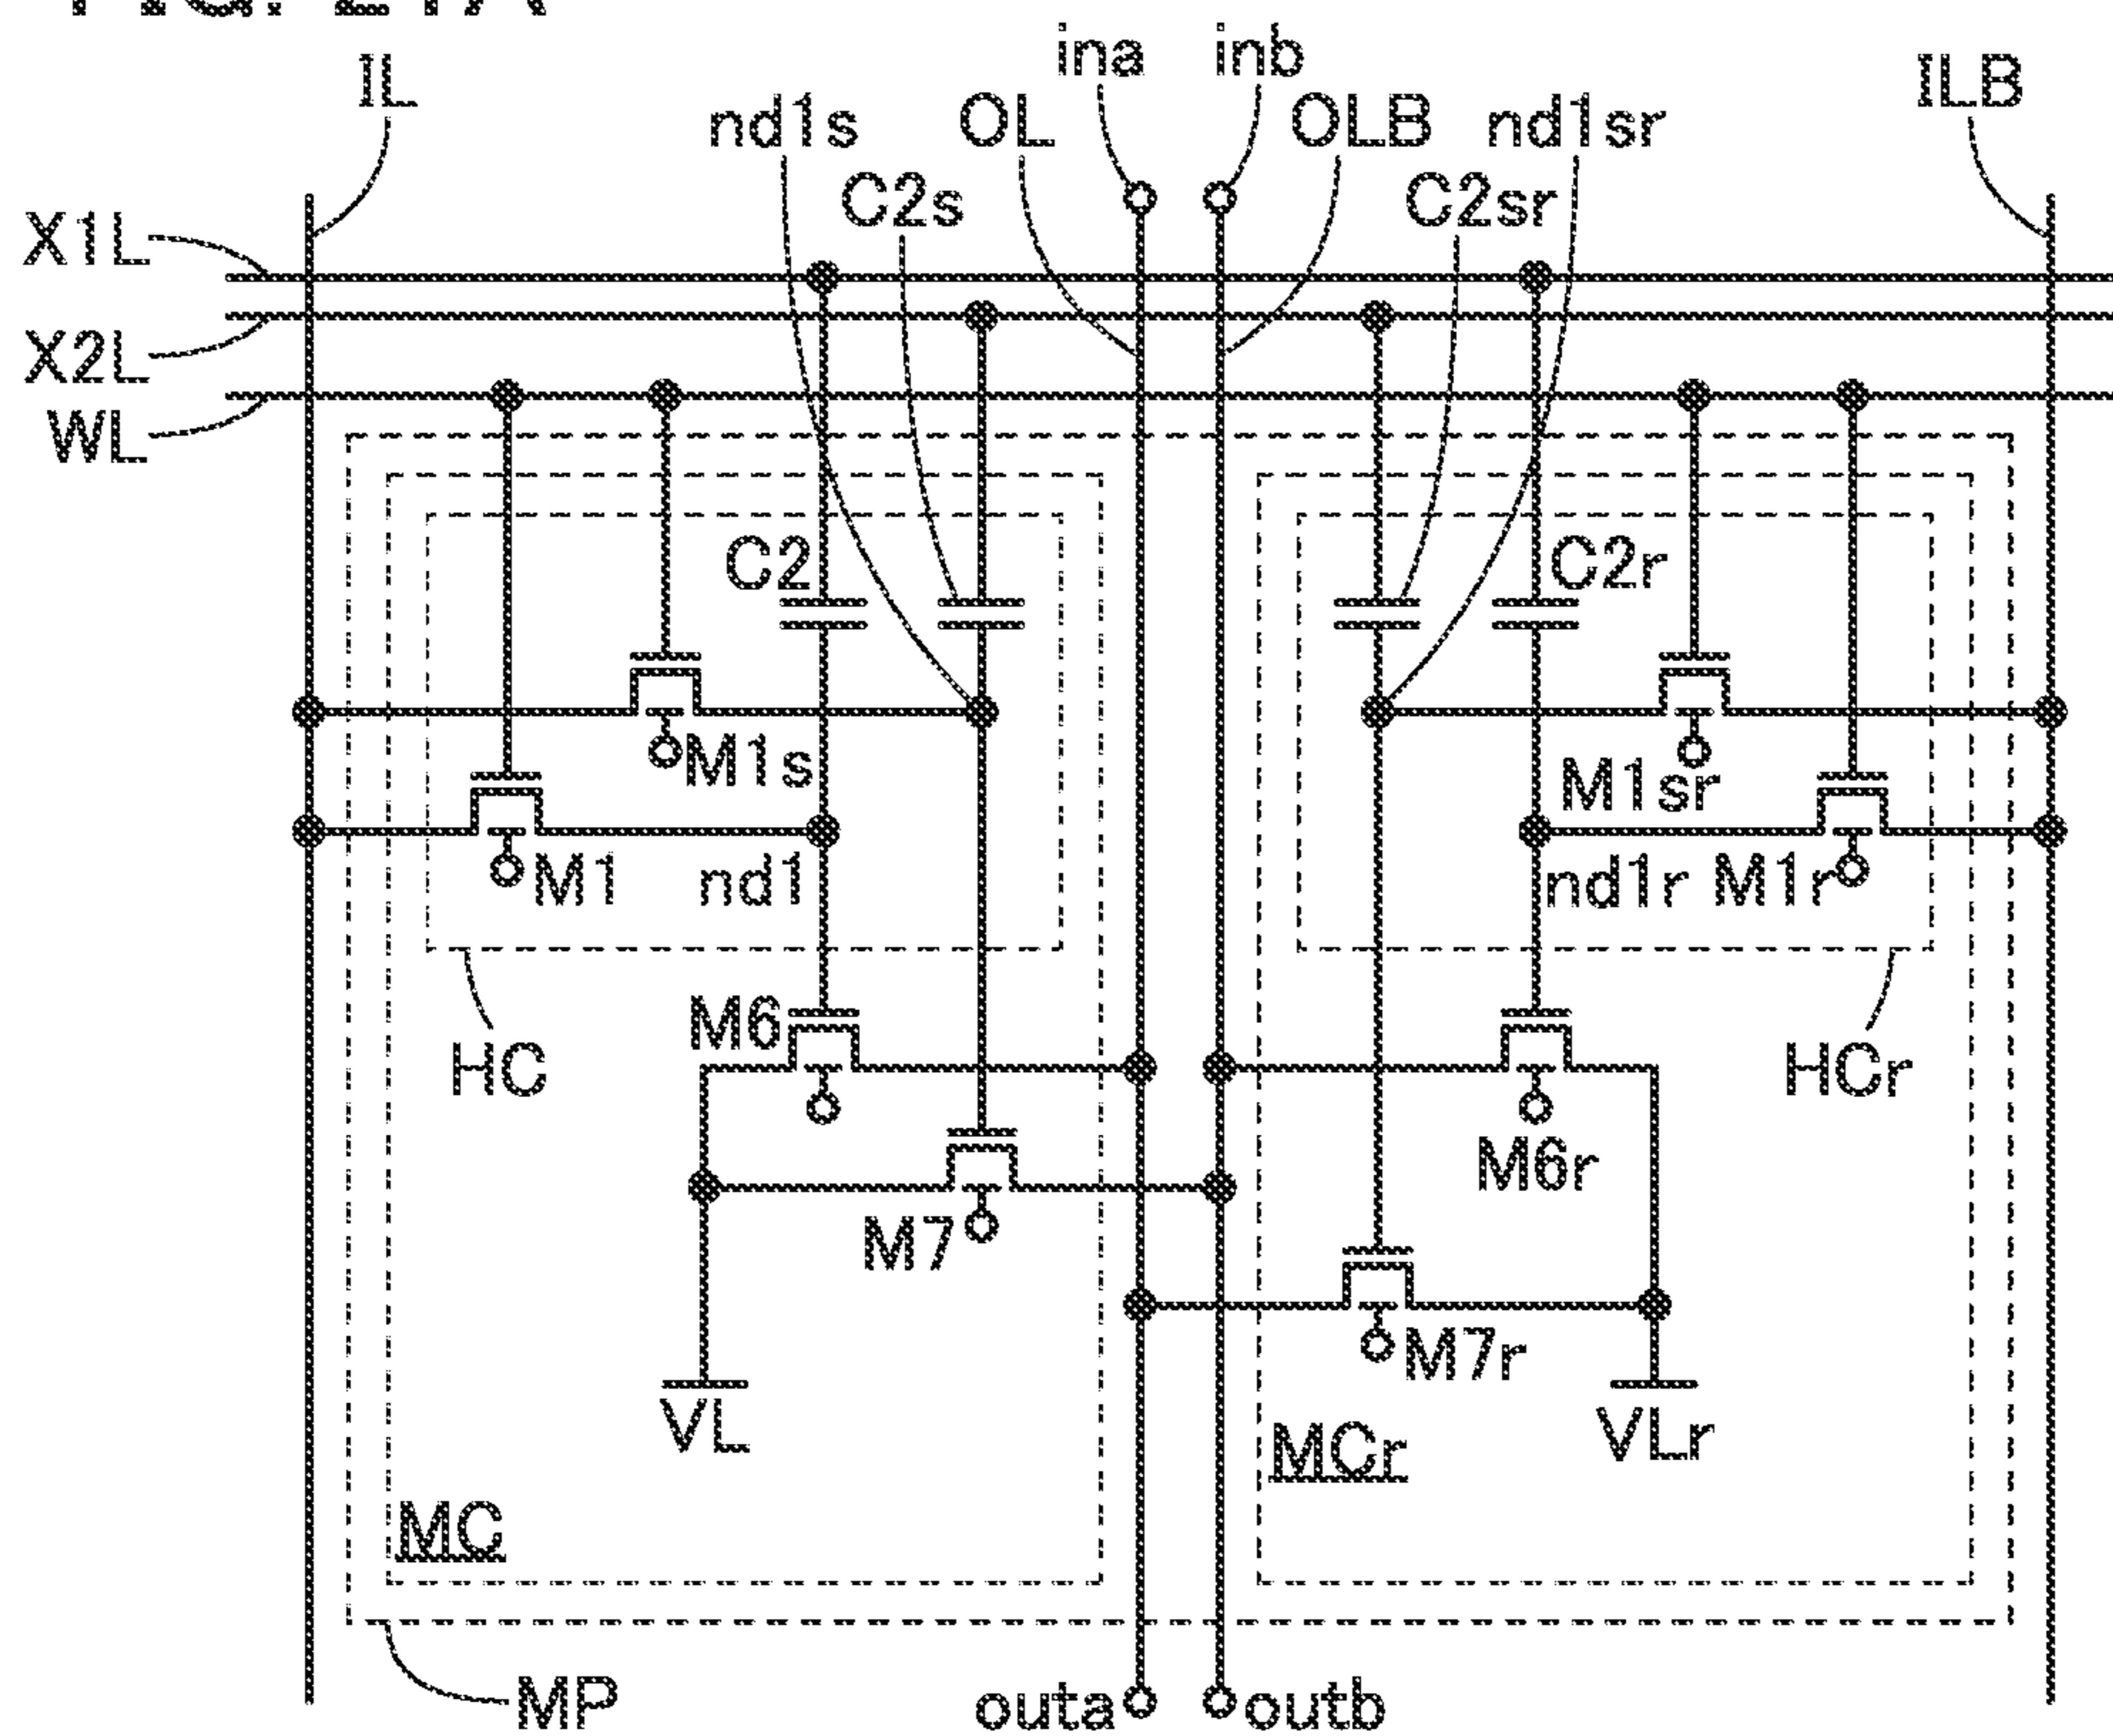 IL
ina
inb
ILB
nd1s
OL
OLB
nd1sr
C2s
C2sr
X1L
X2L
WL
C2
C2r
M1s
M1sr
M1
nd1
nd1r
M1r
M6
HC
HCr
M6r
M7
M7r
VL
VLr
MCr
MC
MP
outa
outb